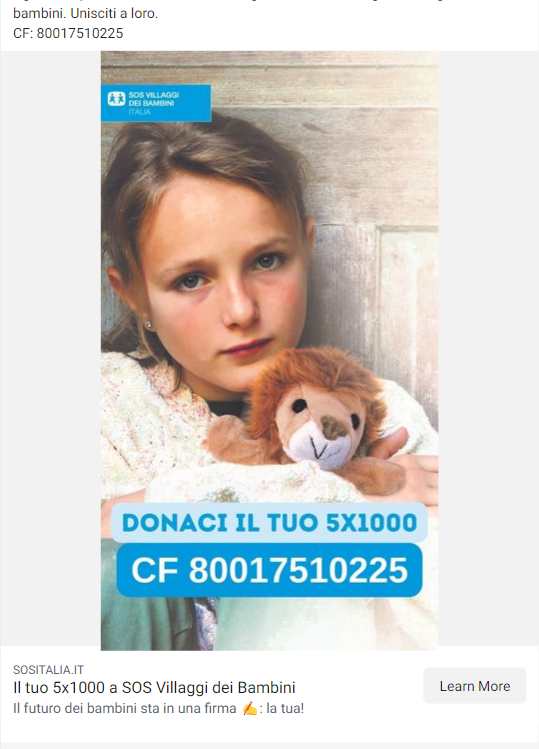 bambini. Unisciti a loro.
CF: 80017510225
SOS VILLAGGI
DEI BAMBINI
ITALIA
DONACI IL TUO 5X1000
CF 80017510225
SOSITALIA.IT
Il tuo 5x1000 a SOS Villaggi dei Bambini
Learn More
Il futuro dei bambini sta in una firma ✍️: la tua!